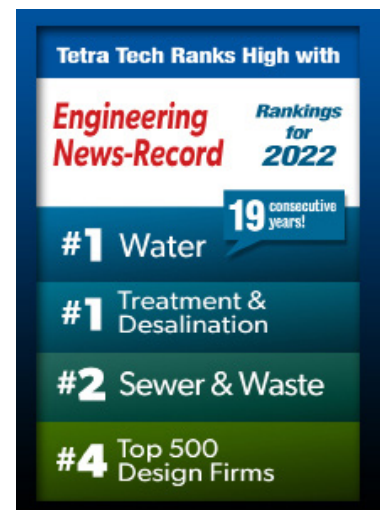 Tetra Tech Ranks High with
Engineering
News-Record
Rankings
for
2022
19 consecutive
years!
#1 Water
#1 Treatment &
Desalination
#2 Sewer & Waste
#4 Top 500
Design Firms